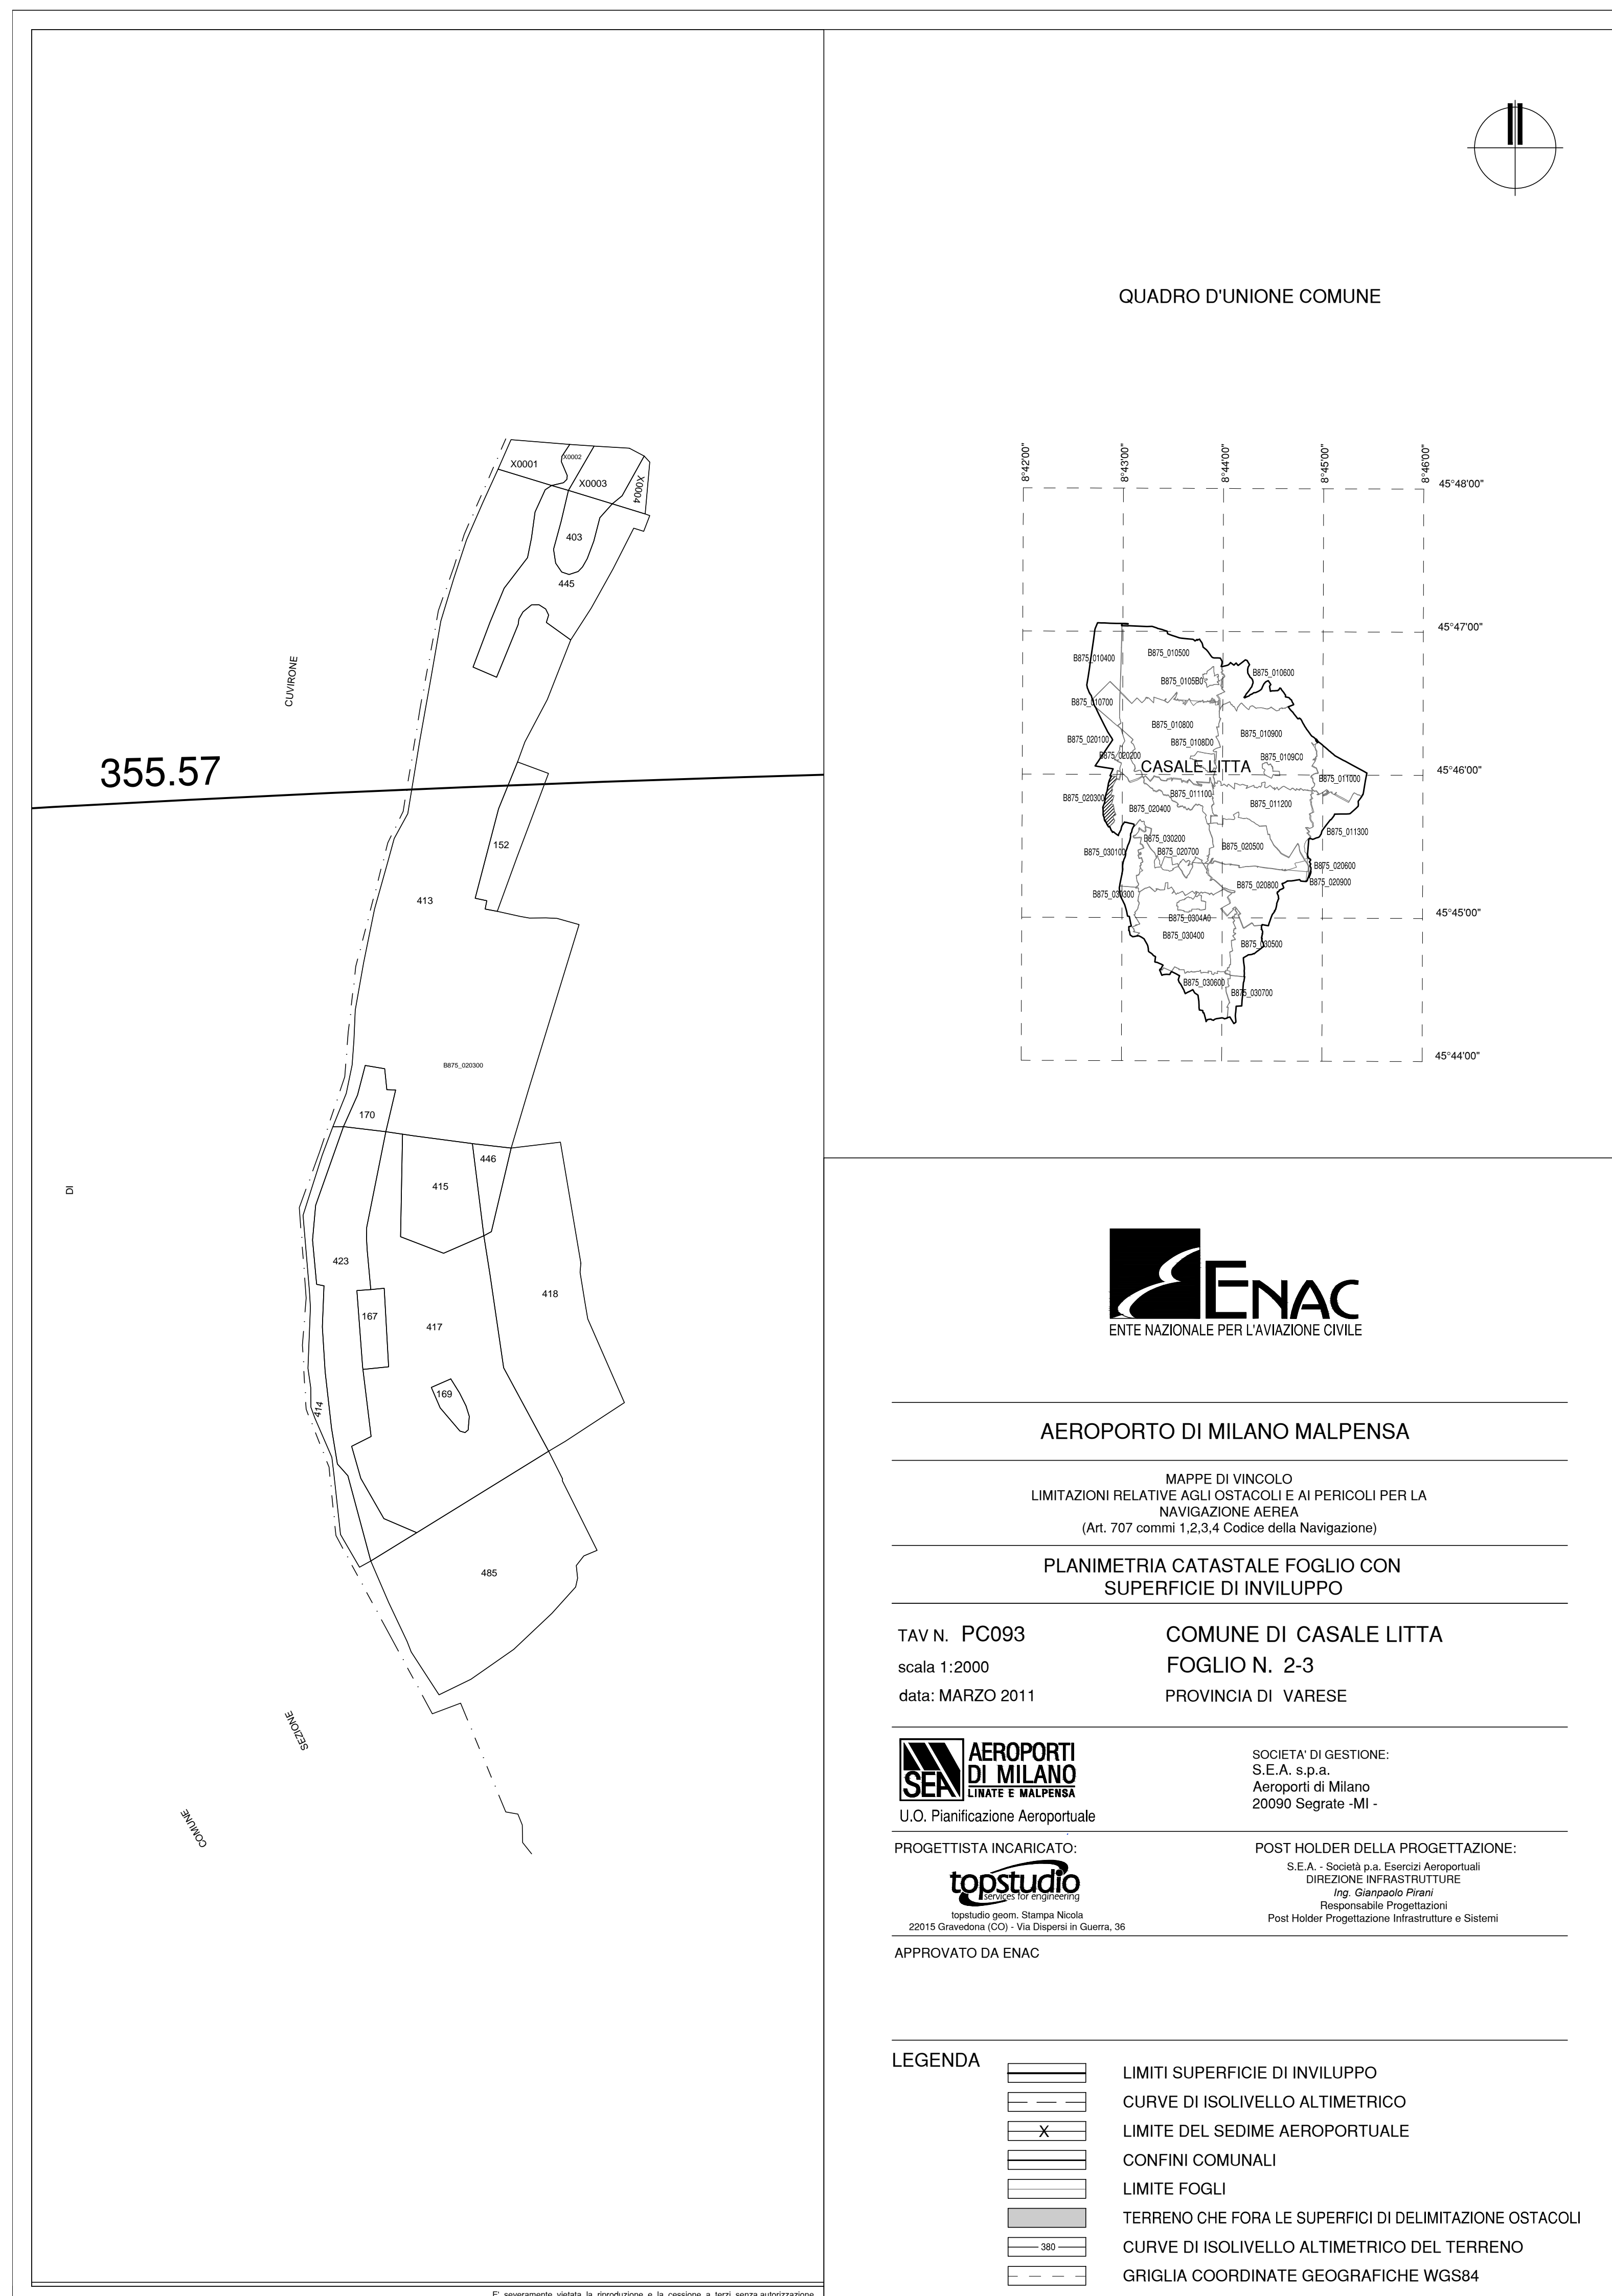 X0001
X0002
X0003
X0004
403
445
CUVIRONE
355.57
152
413
B875_020300
170
446
415
DI
423
418
167
417
169
414
485
SEZIONE
COMUNE
E' severamente vietata la riproduzione e la cessione a terzi senza autorizzazione
QUADRO D'UNIONE COMUNE
8°42'00"
8°43'00"
8°44'00"
8°45'00"
8°46'00"
45°48'00"
45°47'00"
B875_010500
B875_010400
B875_010600
B875_0105B0
B875_010700
B875_010800
B875_010900
B875_020100
B875_0108D0
B875_020200
B875_0109C0
CASALE LITTA
45°46'00"
B875_011000
B875_011100
B875_020300
B875_011200
B875_020400
B875_011300
B875_030200
B875_020500
B875_030100
B875_020700
B875_020600
B875_020900
B875_020800
B875_030300
45°45'00"
B875_0304A0
B875_030400
B875_030500
B875_030600
B875_030700
45°44'00"
ENAC
ENTE NAZIONALE PER L'AVIAZIONE CIVILE
AEROPORTO DI MILANO MALPENSA
MAPPE DI VINCOLO
LIMITAZIONI RELATIVE AGLI OSTACOLI E AI PERICOLI PER LA
NAVIGAZIONE AEREA
(Art. 707 commi 1,2,3,4 Codice della Navigazione)
PLANIMETRIA CATASTALE FOGLIO CON
SUPERFICIE DI INVILUPPO
TAV N. PC093
COMUNE DI CASALE LITTA
scala 1:2000
FOGLIO N. 2-3
data: MARZO 2011
PROVINCIA DI VARESE
SEA
AEROPORTI
DI MILANO
LINATE E MALPENSA
U.O. Pianificazione Aeroportuale
SOCIETA' DI GESTIONE:
S.E.A. s.p.a.
Aeroporti di Milano
20090 Segrate -MI -
PROGETTISTA INCARICATO:
topstudio
services for engineering
topstudio geom. Stampa Nicola
22015 Gravedona (CO) - Via Dispersi in Guerra, 36
POST HOLDER DELLA PROGETTAZIONE:
S.E.A. - Società p.a. Esercizi Aeroportuali
DIREZIONE INFRASTRUTTURE
Ing. Gianpaolo Pirani
Responsabile Progettazioni
Post Holder Progettazione Infrastrutture e Sistemi
APPROVATO DA ENAC
LEGENDA
LIMITI SUPERFICIE DI INVILUPPO
CURVE DI ISOLIVELLO ALTIMETRICO
X
LIMITE DEL SEDIME AEROPORTUALE
CONFINI COMUNALI
LIMITE FOGLI
TERRENO CHE FORA LE SUPERFICI DI DELIMITAZIONE OSTACOLI
380
CURVE DI ISOLIVELLO ALTIMETRICO DEL TERRENO
GRIGLIA COORDINATE GEOGRAFICHE WGS84